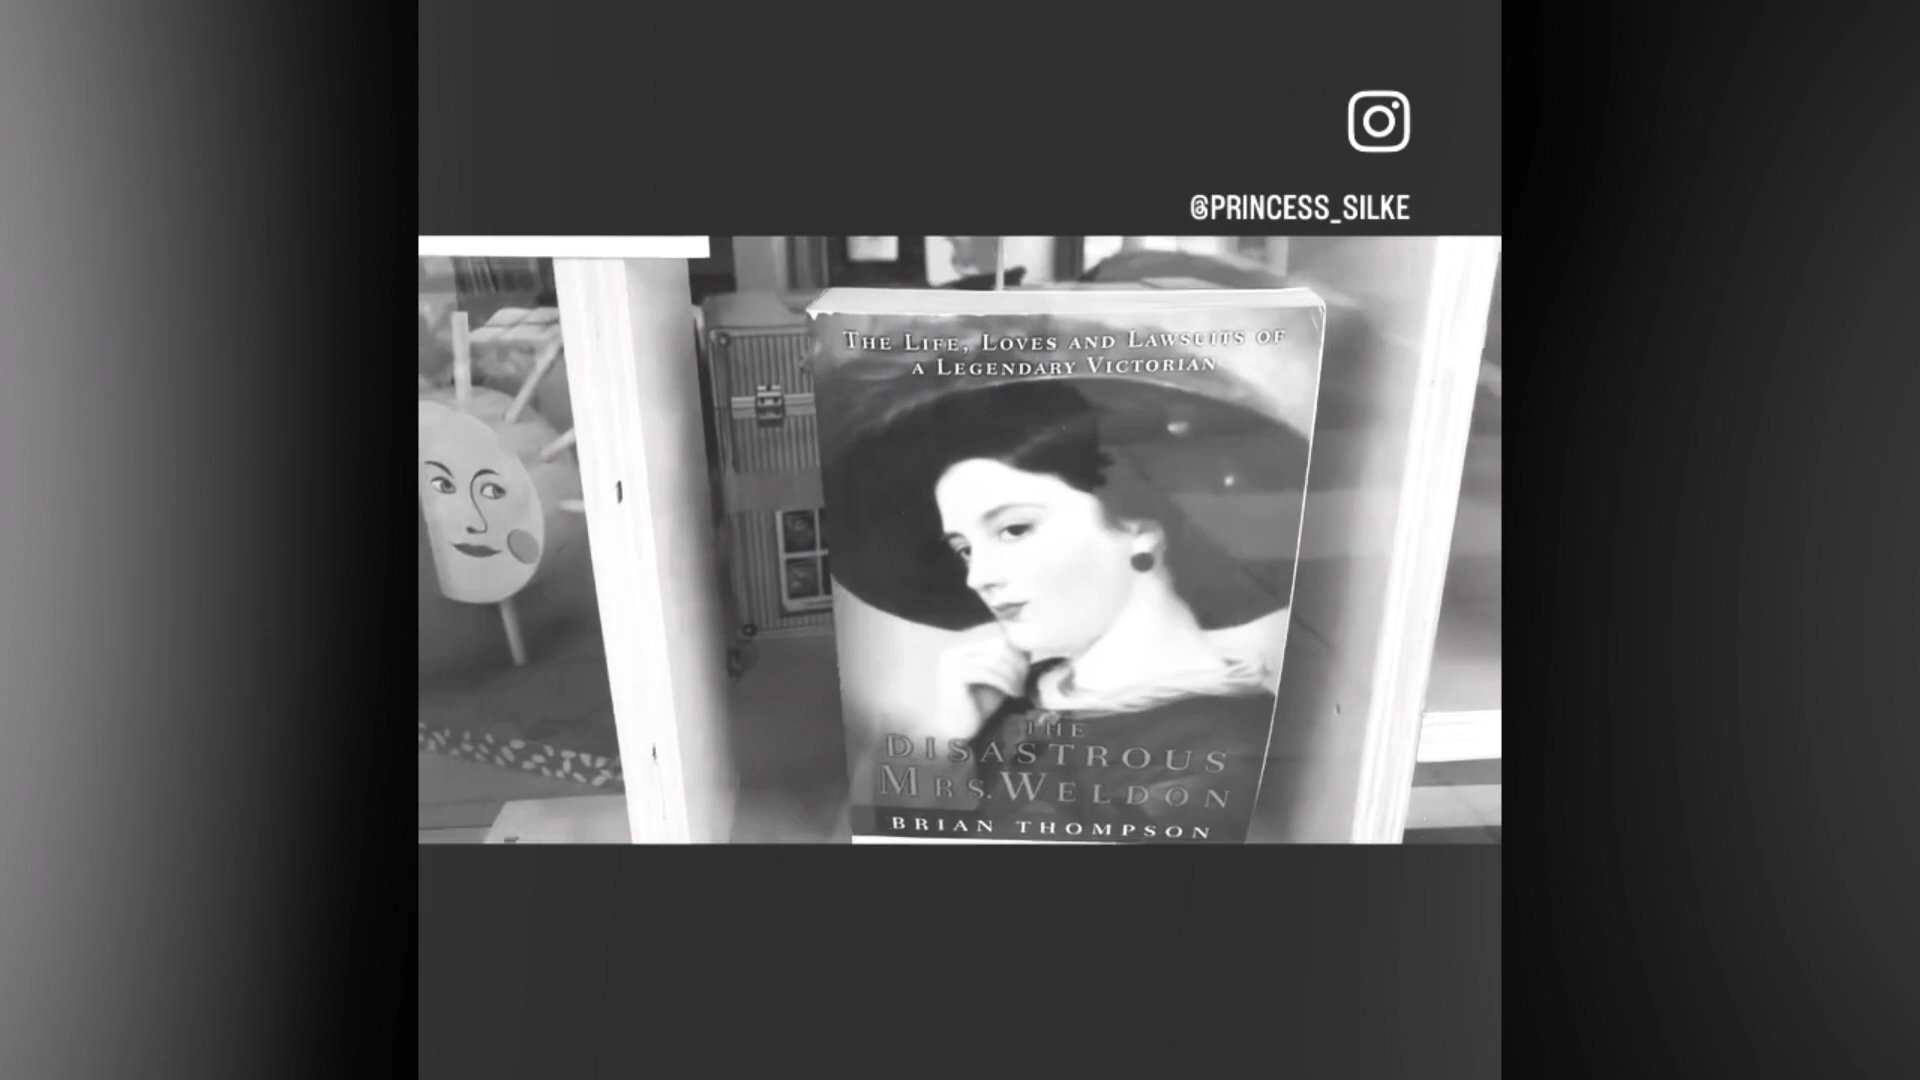 @PRINCESS_SILKE
THE LIFE, LOVES AND LAWSUITS OF
A LEGENDARY VICTORIAN
THE
DISASTROUS
MRS. WELDON
BRIAN THOMPSON